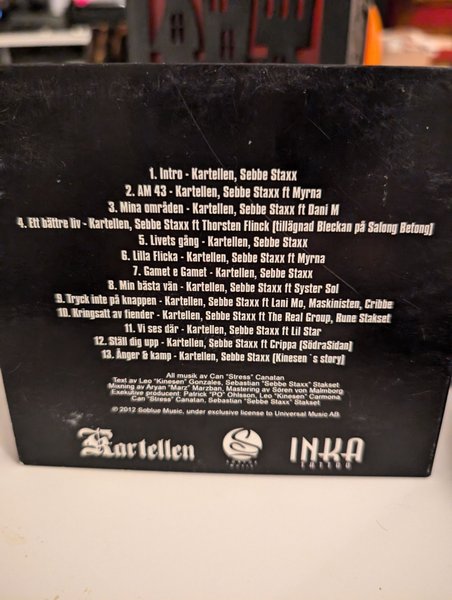 1. Intro - Kartellen, Sebbe Staxx
2. AM 43 - Kartellen, Sebbe Staxx ft Myrna
3. Mina områden - Kartellen, Sebbe Staxx ft Dani M
4. Ett bättre liv - Kartellen, Sebbe Staxx ft Thorsten Flinck [tillägnad Bleckan på Salong Betong]
5. Livets gång - Kartellen, Sebbe Staxx
6. Lilla Flicka - Kartellen, Sebbe Staxx ft Myrna
7. Gamet e Gamet - Kartellen, Sebbe Staxx
8. Min bästa vän - Kartellen, Sebbe Staxx ft Syster Sol
9. Tryck inte på knappen - Kartellen, Sebbe Staxx ft Lani Mo, Maskinisten, Cribbe
10. Kringsatt av fiender - Kartellen, Sebbe Staxx ft The Real Group, Rune Stakset
11. Vi ses där - Kartellen, Sebbe Staxx ft Lil Star
12. Ställ dig upp - Kartellen, Sebbe Staxx ft Crippa [SödraSidan]
13. Ånger & kamp - Kartellen, Sebbe Staxx [Kinesen´s story]
All musik av Can "Stress" Canatan
Text av Leo "Kinesen" Gonzales, Sebastian "Sebbe Staxx" Stakset
Mixning av Aryan "Marz" Marzban, Mastering av Sören von Malmborg
Exekutive producent: Patrick "PO" Ohlsson, Leo "Kinesen" Carmona
Can "Stress" Canatan, Sebastian "Sebbe Staxx" Stakset
© 2012 Soblue Music, under exclusive license to Universal Music AB
Kartellen
INKA
TATTOO